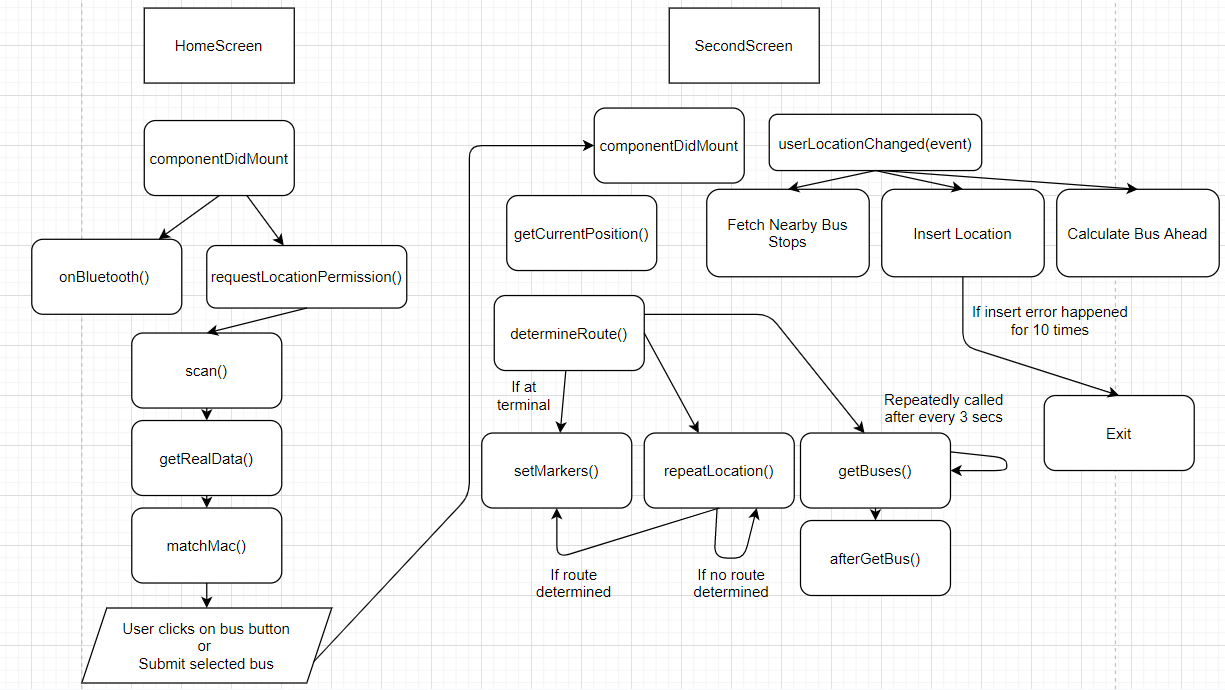 HomeScreen
SecondScreen
componentDidMount
onBluetooth()
requestLocationPermission()
scan()
getRealData()
matchMac()
User clicks on bus button
or
Submit selected bus
componentDidMount
userLocationChanged(event)
getCurrentPosition()
Fetch Nearby Bus
Stops
Insert Location
Calculate Bus Ahead
If insert error happened
for 10 times
Exit
determineRoute()
If at
terminal
Repeatedly called
after every 3 secs
setMarkers()
repeatLocation()
getBuses()
afterGetBus()
If route
determined
If no route
determined